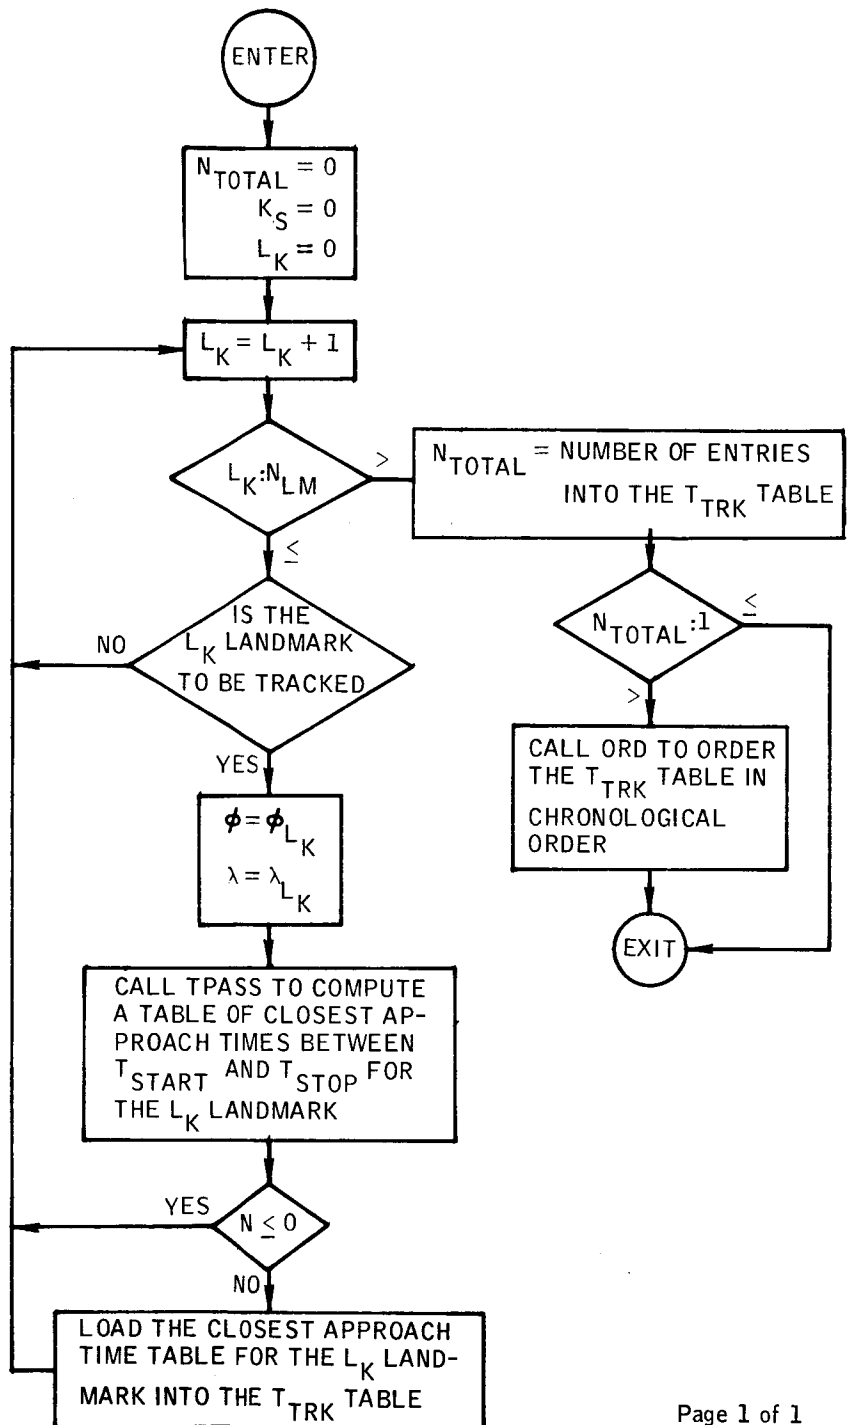 ENTER
N_TOTAL = 0
K_S = 0
L_K = 0
L_K = L_K + 1
L_K:N_LM
>
≤
N_TOTAL = NUMBER OF ENTRIES
INTO THE T_TRK TABLE
N_TOTAL:1
≤
>
CALL ORD TO ORDER
THE T_TRK TABLE IN
CHRONOLOGICAL
ORDER
EXIT
IS THE
L_K LANDMARK
TO BE TRACKED
NO
YES
ϕ = ϕ_L_K
λ = λ_L_K
CALL TPASS TO COMPUTE
A TABLE OF CLOSEST AP-
PROACH TIMES BETWEEN
T_START AND T_STOP FOR
THE L_K LANDMARK
N ≤ 0
YES
NO
LOAD THE CLOSEST APPROACH
TIME TABLE FOR THE L_K LAND-
MARK INTO THE T_TRK TABLE
Page 1 of 1